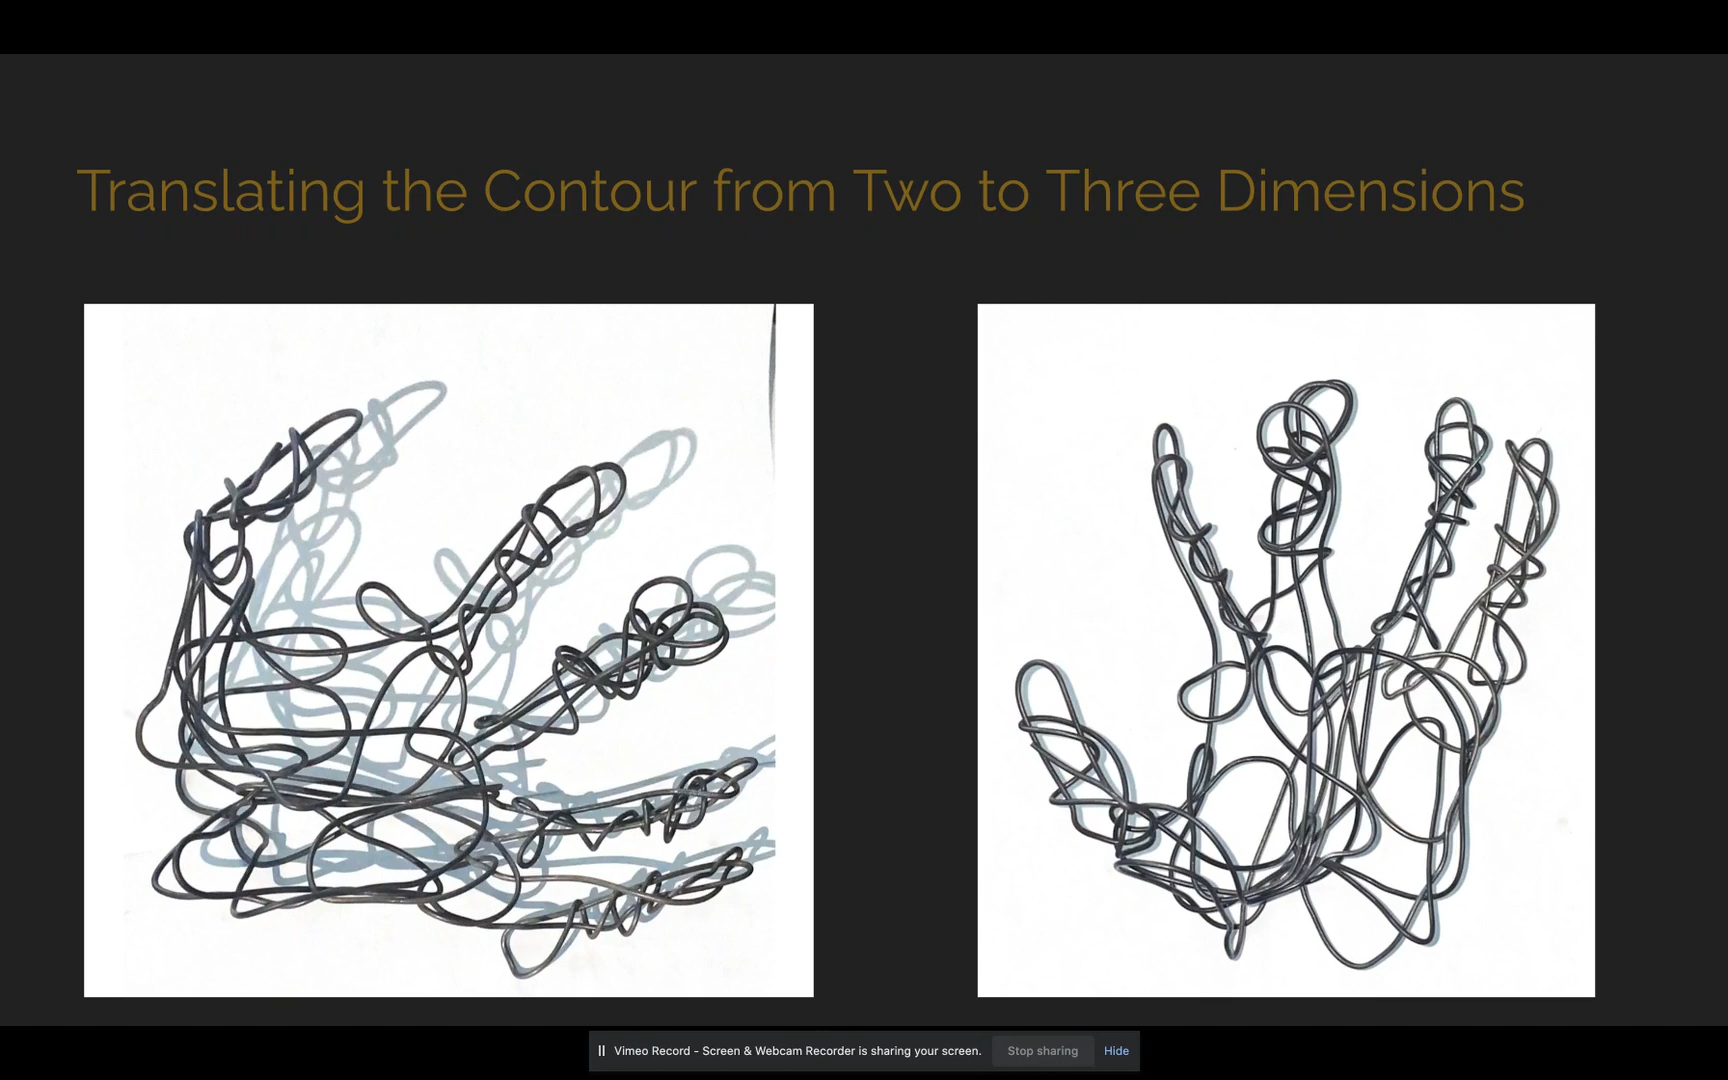 Translating the Contour from Two to Three Dimensions
Vimeo Record - Screen & Webcam Recorder is sharing your screen. Stop sharing Hide